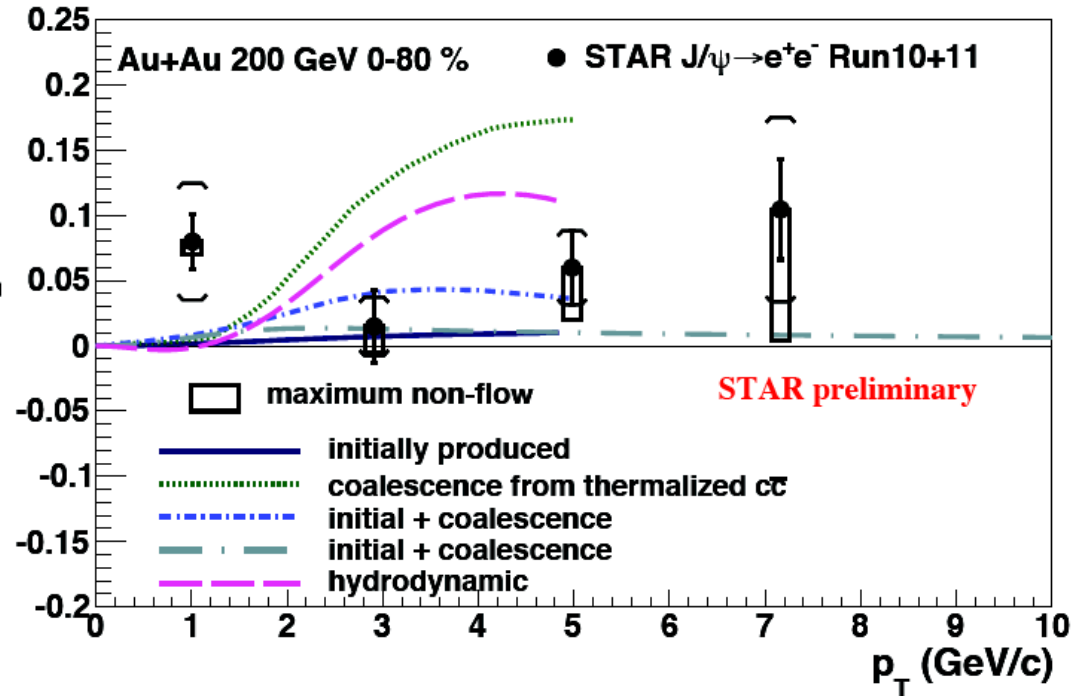 0.25
Au+Au 200 GeV 0-80 %
STAR J/ψ→e⁺e⁻ Run10+11
0.2
0.15
0.1
0.05
0
STAR preliminary
maximum non-flow
-0.05
initially produced
-0.1
coalescence from thermalized cc̅
initial + coalescence
-0.15
initial + coalescence
hydrodynamic
-0.2
0 1 2 3 4 5 6 7 8 9 10
p_T (GeV/c)